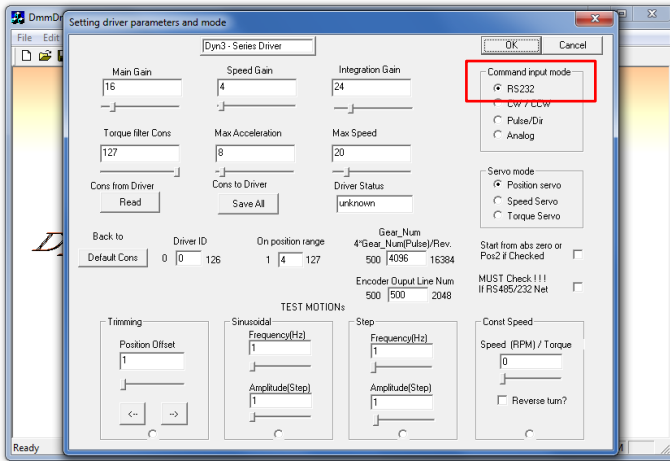 DmmDr
Setting driver parameters and mode
File Edit
Dyn3 - Series Driver
OK
Cancel
Main Gain
16
Speed Gain
4
Integration Gain
24
Command input mode
RS232
CW / CCW
Pulse/Dir
Analog
Torque filter Cons
127
Max Acceleration
8
Max Speed
20
Cons from Driver
Read
Cons to Driver
Save All
Driver Status
unknown
Servo mode
Position servo
Speed Servo
Torque Servo
Back to
Default Cons
Driver ID
0 0 126
On position range
1 4 127
Gear_Num
4*Gear_Num(Pulse)/Rev.
500 4096 16384
Encoder Ouput Line Num
500 500 2048
Start from abs zero or
Pos2 if Checked
MUST Check ! ! !
If RS485/232 Net
TEST MOTIONs
Trimming
Position Offset
1
<--
-->
Sinusoidal
Frequency(Hz)
1
Amplitude(Step)
1
Step
Frequency(Hz)
1
Amplitude(Step)
1
Const Speed
Speed (RPM) / Torque
0
Reverse turn?
Ready